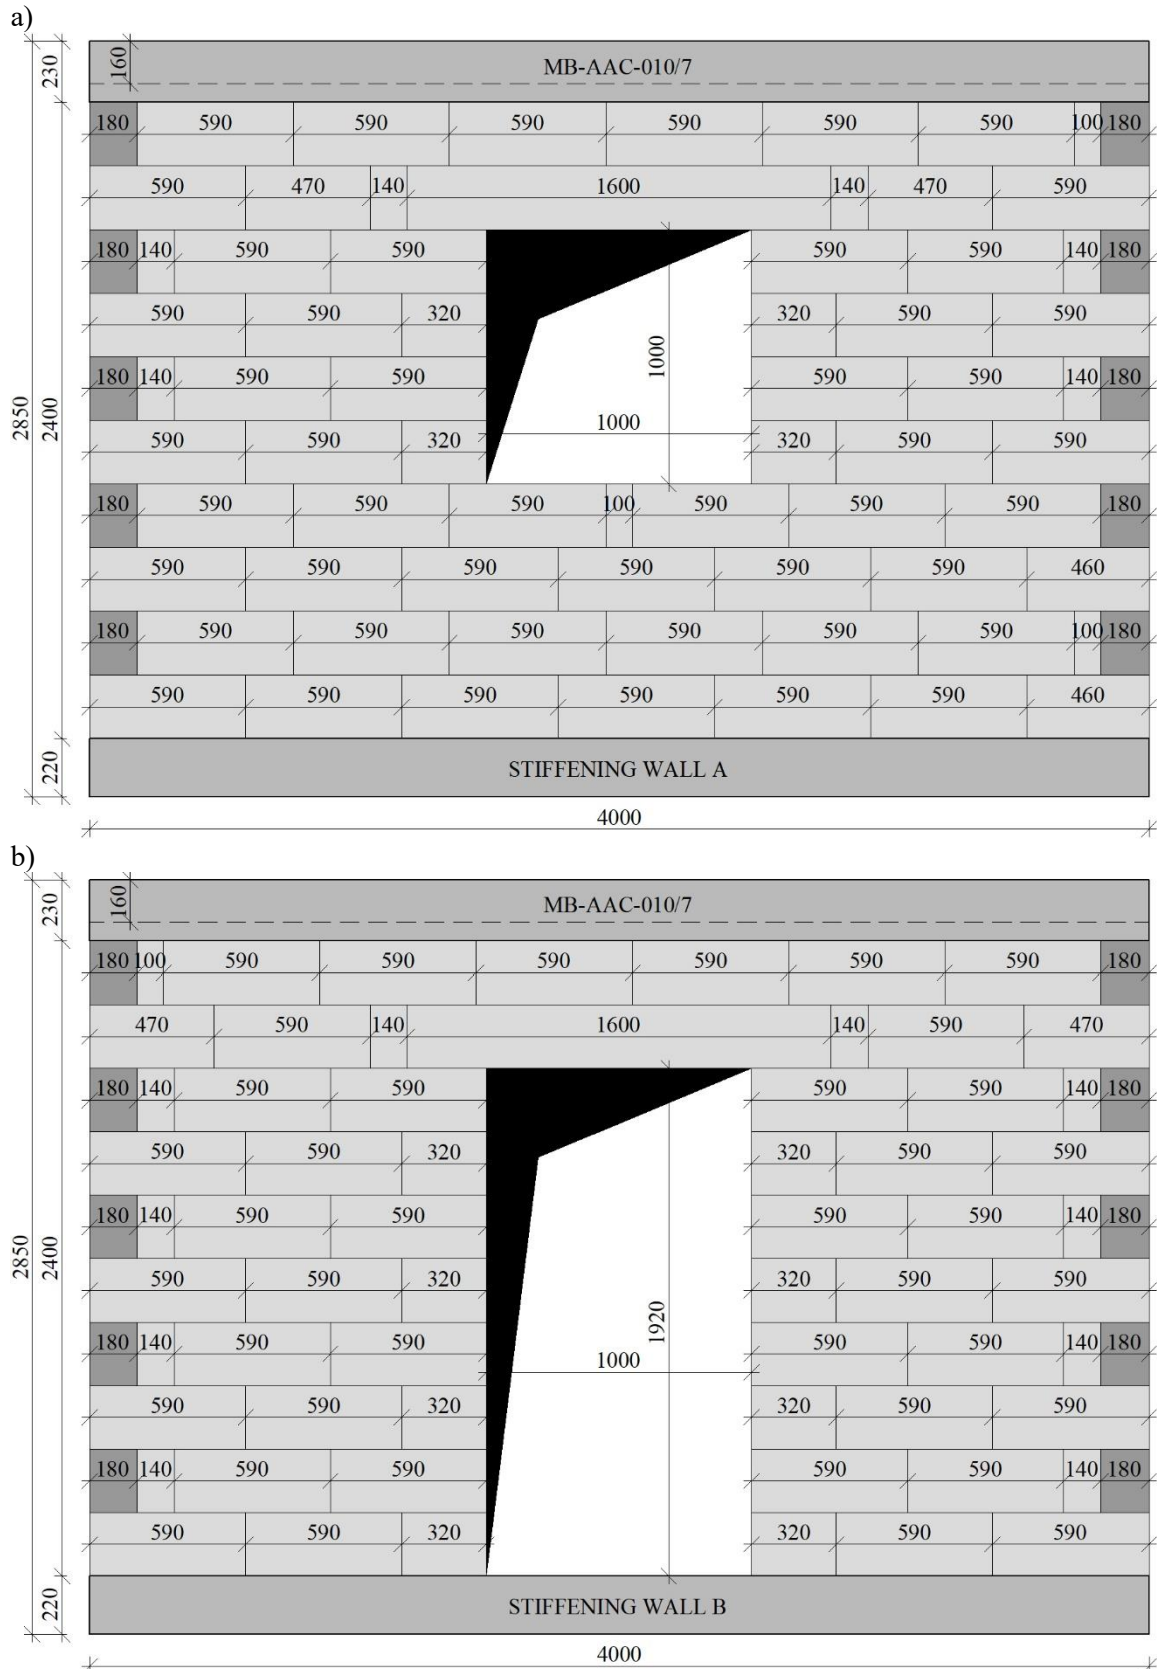 a)
230 160 MB-AAC-010/7
180 590 590 590 590 590 590 100 180
590 470 140 1600 140 470 590
180 140 590 590 590 590 140 180
590 590 320 320 590 590
1000
180 140 590 590 590 590 140 180
2850 2400
1000
590 590 320 320 590 590
180 590 590 590 100 590 590 590 180
590 590 590 590 590 590 460
180 590 590 590 590 590 590 100 180
590 590 590 590 590 590 460
220 STIFFENING WALL A
4000
b)
230 160 MB-AAC-010/7
180 100 590 590 590 590 590 590 180
470 590 140 1600 140 590 470
180 140 590 590 590 590 140 180
590 590 320 320 590 590
180 140 590 590 590 590 140 180
2850 2400
590 590 320 320 590 590
1920
180 140 590 590 590 590 140 180
1000
590 590 320 320 590 590
180 140 590 590 590 590 140 180
590 590 320 320 590 590
220 STIFFENING WALL B
4000